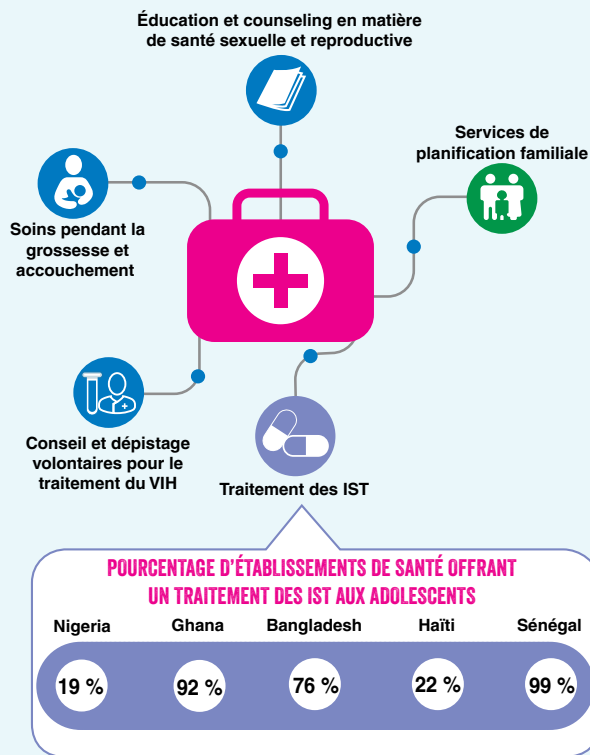 Éducation et counseling en matière
de santé sexuelle et reproductive
Services de
planification familiale
Soins pendant la
grossesse et
accouchement
Conseil et dépistage
volontaires pour le
traitement du VIH
Traitement des IST
POURCENTAGE D'ÉTABLISSEMENTS DE SANTÉ OFFRANT
UN TRAITEMENT DES IST AUX ADOLESCENTS
Nigeria Ghana Bangladesh Haïti Sénégal
19 % 92 % 76 % 22 % 99 %